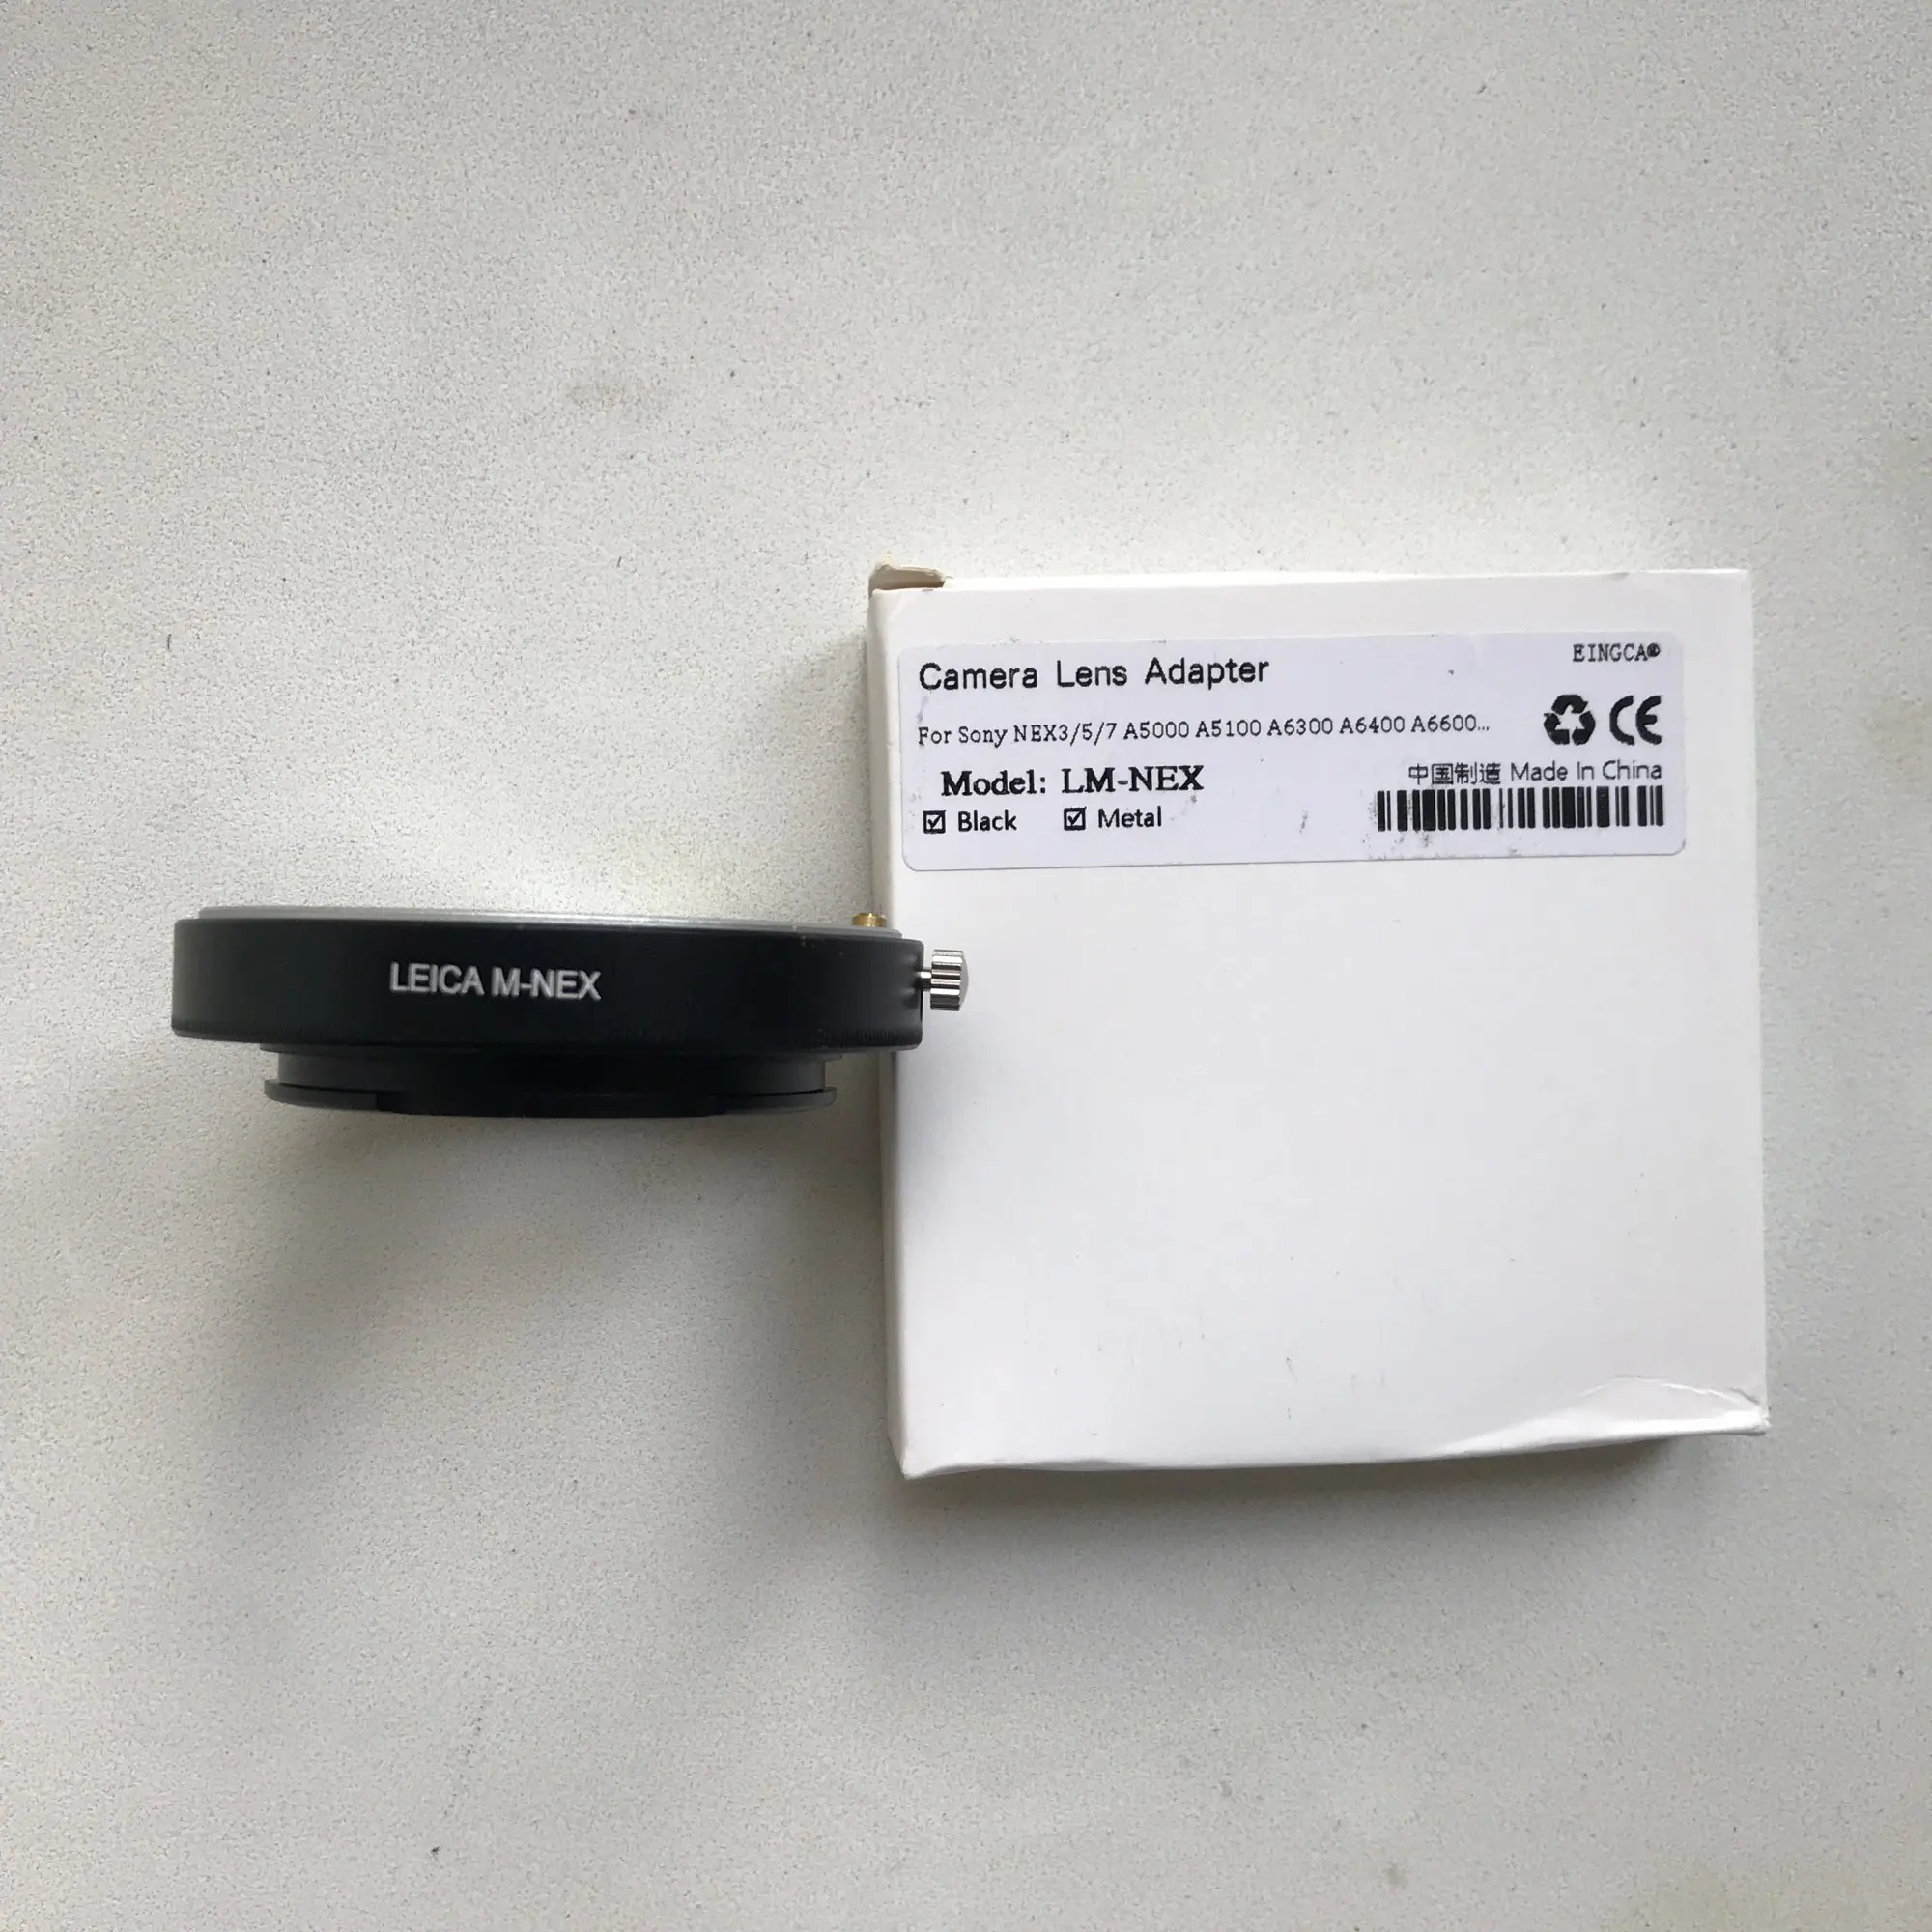 EINGCA®
Camera Lens Adapter
For Sony NEX3/5/7 A5000 A5100 A6300 A6400 A6600...
CE
Model: LM-NEX
中国制造 Made In China
☑ Black ☑ Metal
LEICA M-NEX